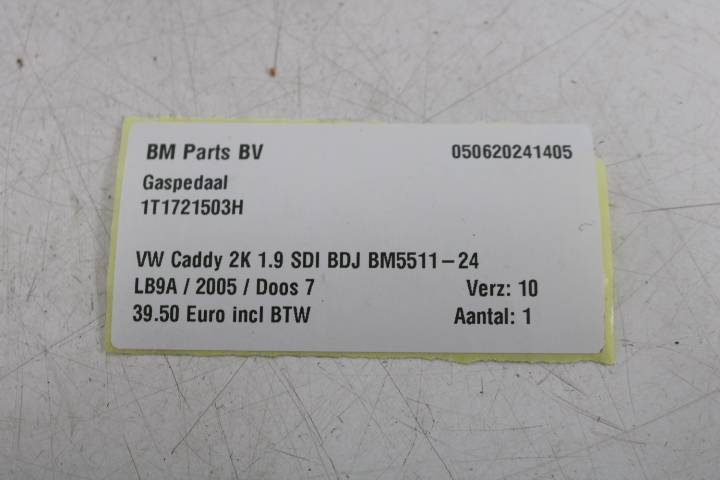 BM Parts BV 050620241405
Gaspedaal
1T1721503H
VW Caddy 2K 1.9 SDI BDJ BM5511-24
LB9A / 2005 / Doos 7 Verz: 10
39.50 Euro incl BTW Aantal: 1